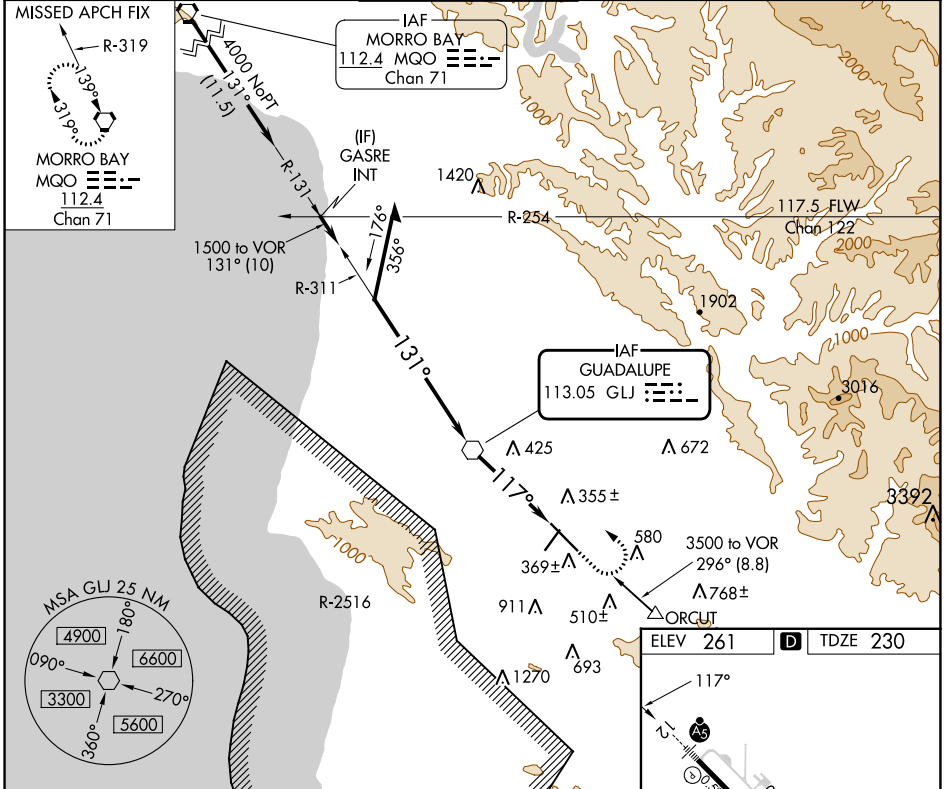 MISSED APCH FIX
R-319
139°
319°
MORRO BAY
MQO
112.4
Chan 71
IAF
MORRO BAY
112.4 MQO
Chan 71
4000 NoPT
131°
(11.5)
R-131
(IF)
GASRE
INT
1420
2000
1000
R-254
117.5 FLW
Chan 122
2000
1500 to VOR
131° (10)
176°
356°
R-311
1902
1000
131°
IAF
GUADALUPE
113.05 GLJ
3016
425
672
117°
355±
3392
580
369±
3500 to VOR
296° (8.8)
1000
R-2516
911
510±
768±
ORCUT
693
1270
MSA GLJ 25 NM
180°
4900
090°
6600
3300
270°
5600
360°
ELEV 261
D
TDZE 230
117°
12
A5
P